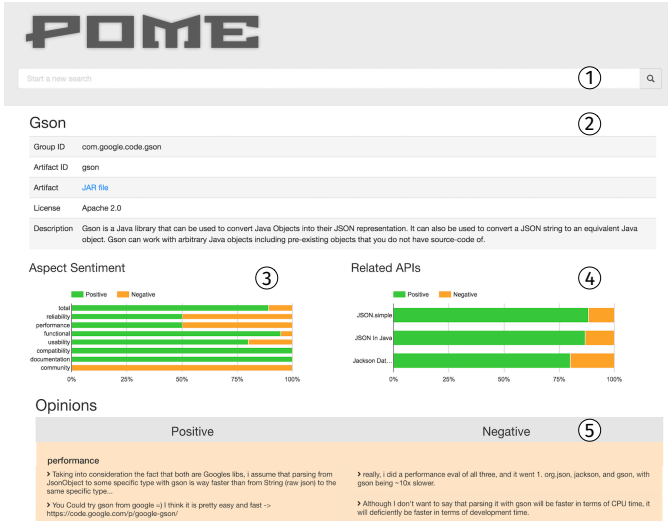 POME
Start a new search
1
Gson
2
Group ID com.google.code.gson
Artifact ID gson
Artifact JAR file
License Apache 2.0
Description Gson is a Java library that can be used to convert Java Objects into their JSON representation. It can also be used to convert a JSON string to an equivalent Java
object. Gson can work with arbitrary Java objects including pre-existing objects that you do not have source-code of.
Aspect Sentiment
3
Positive Negative
total
reliability
performance
functional
usability
compatibility
documentation
community
0% 25% 50% 75% 100%
Related APIs
4
Positive Negative
JSON.simple
JSON In Java
Jackson Dat...
0% 25% 50% 75% 100%
Opinions
Positive
Negative
5
performance
> Taking into consideration the fact that both are Googles libs, i assume that parsing from
JsonObject to some specific type with gson is way faster than from String (raw json) to the
same specific type...
> You Could try gson from google =) I think it is pretty easy and fast ->
https://code.google.com/p/google-gson/
> really, i did a performance eval of all three, and it went 1. org.json, jackson, and gson, with
gson being ~10x slower.
> Although I don't want to say that parsing it with gson will be faster in terms of CPU time, it
will deficiently be faster in terms of development time.